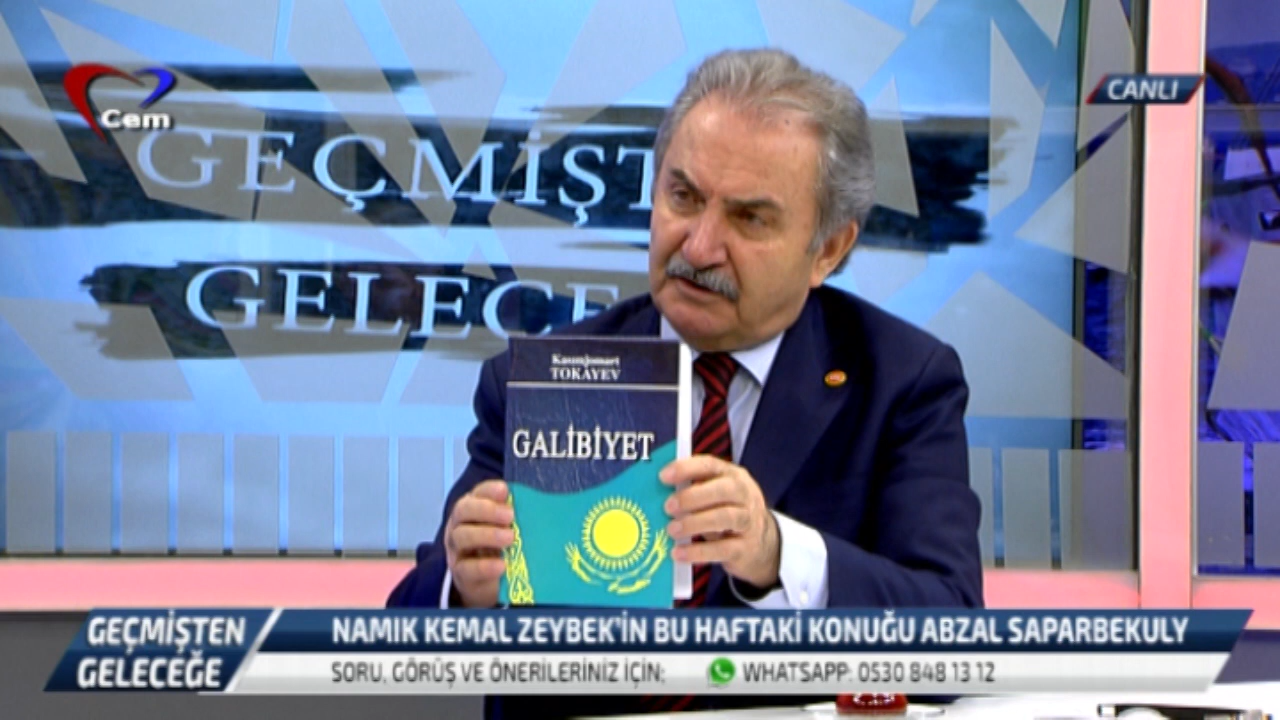 Cem
CANLI
GEÇMİŞT
GELECE
Kasımjomart
TOKAYEV
GALİBİYET
GEÇMİŞTEN
GELECEĞE
NAMIK KEMAL ZEYBEK'İN BU HAFTAKİ KONUĞU ABZAL SAPARBEKULY
SORU, GÖRÜŞ VE ÖNERİLERİNİZ İÇİN;
WHATSAPP: 0530 848 13 12